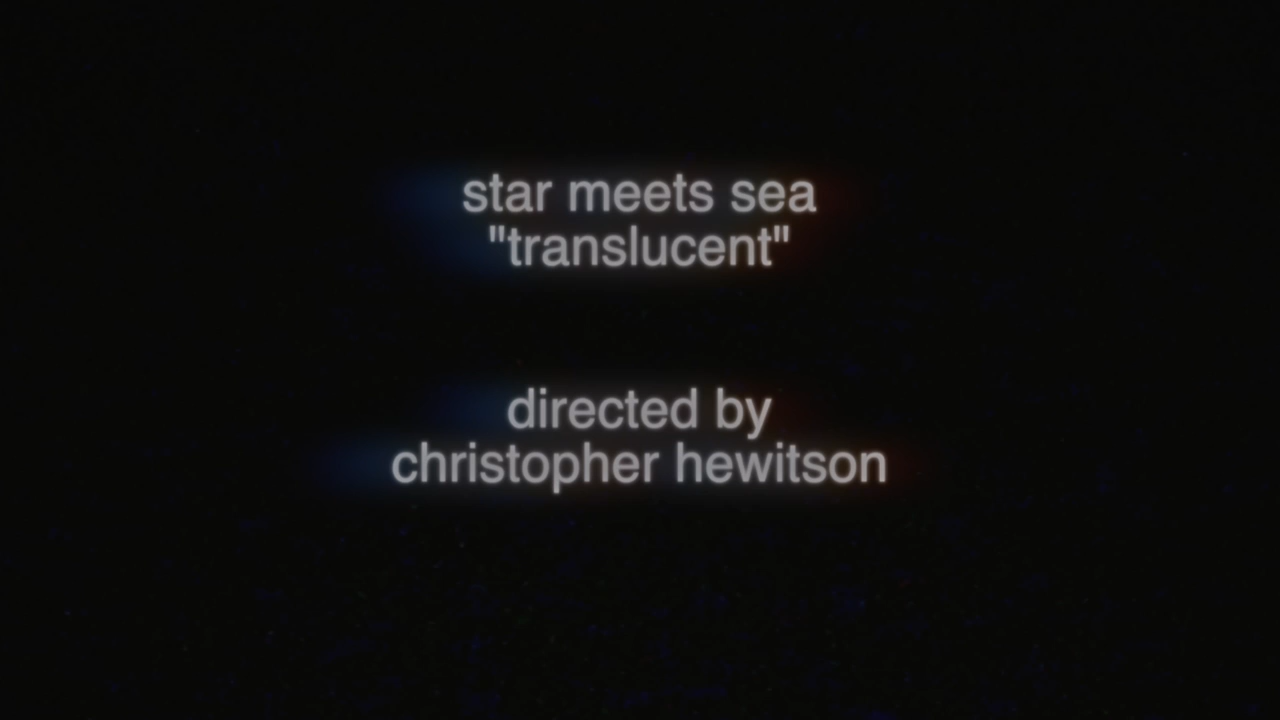 star meets sea
"translucent"
directed by
christopher hewitson